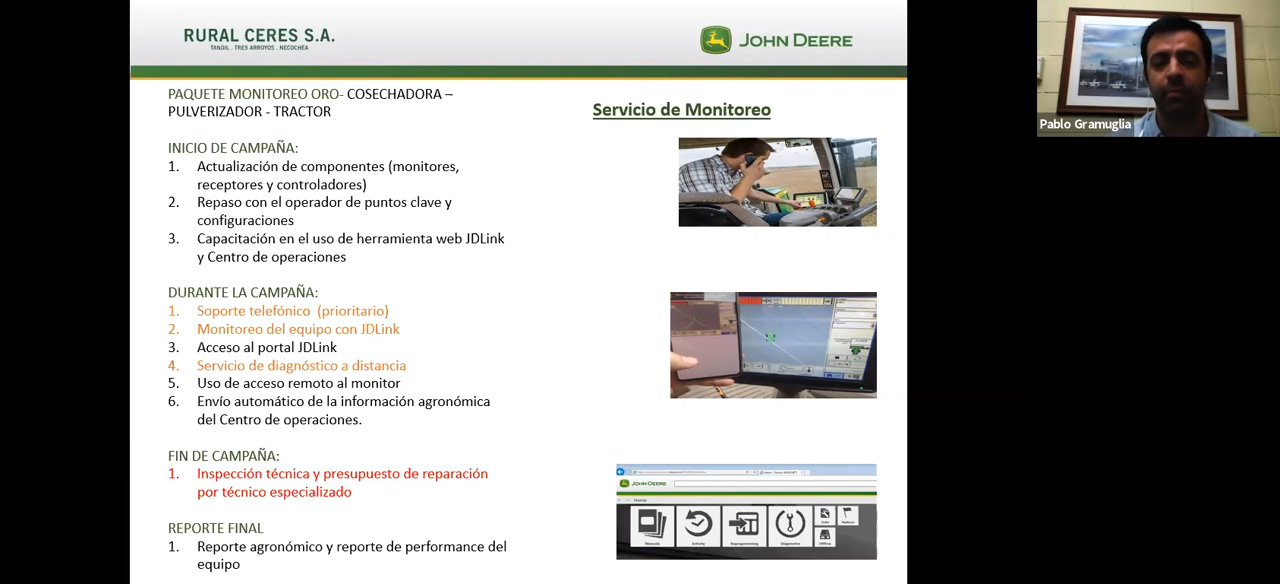 RURAL CERES S.A.
TANDIL . TRES ARROYOS . NECOCHEA
JOHN DEERE
Pablo Gramuglia
PAQUETE MONITOREO ORO- COSECHADORA –
PULVERIZADOR - TRACTOR
Servicio de Monitoreo
INICIO DE CAMPAÑA:
1. Actualización de componentes (monitores,
receptores y controladores)
2. Repaso con el operador de puntos clave y
configuraciones
3. Capacitación en el uso de herramienta web JDLink
y Centro de operaciones
DURANTE LA CAMPAÑA:
1. Soporte telefónico (prioritario)
2. Monitoreo del equipo con JDLink
3. Acceso al portal JDLink
4. Servicio de diagnóstico a distancia
5. Uso de acceso remoto al monitor
6. Envío automático de la información agronómica
del Centro de operaciones.
FIN DE CAMPAÑA:
1. Inspección técnica y presupuesto de reparación
por técnico especializado
REPORTE FINAL
1. Reporte agronómico y reporte de performance del
equipo
JOHN DEERE
Home
Manuals
Activity
Reprogramming
Diagnostics
Offline